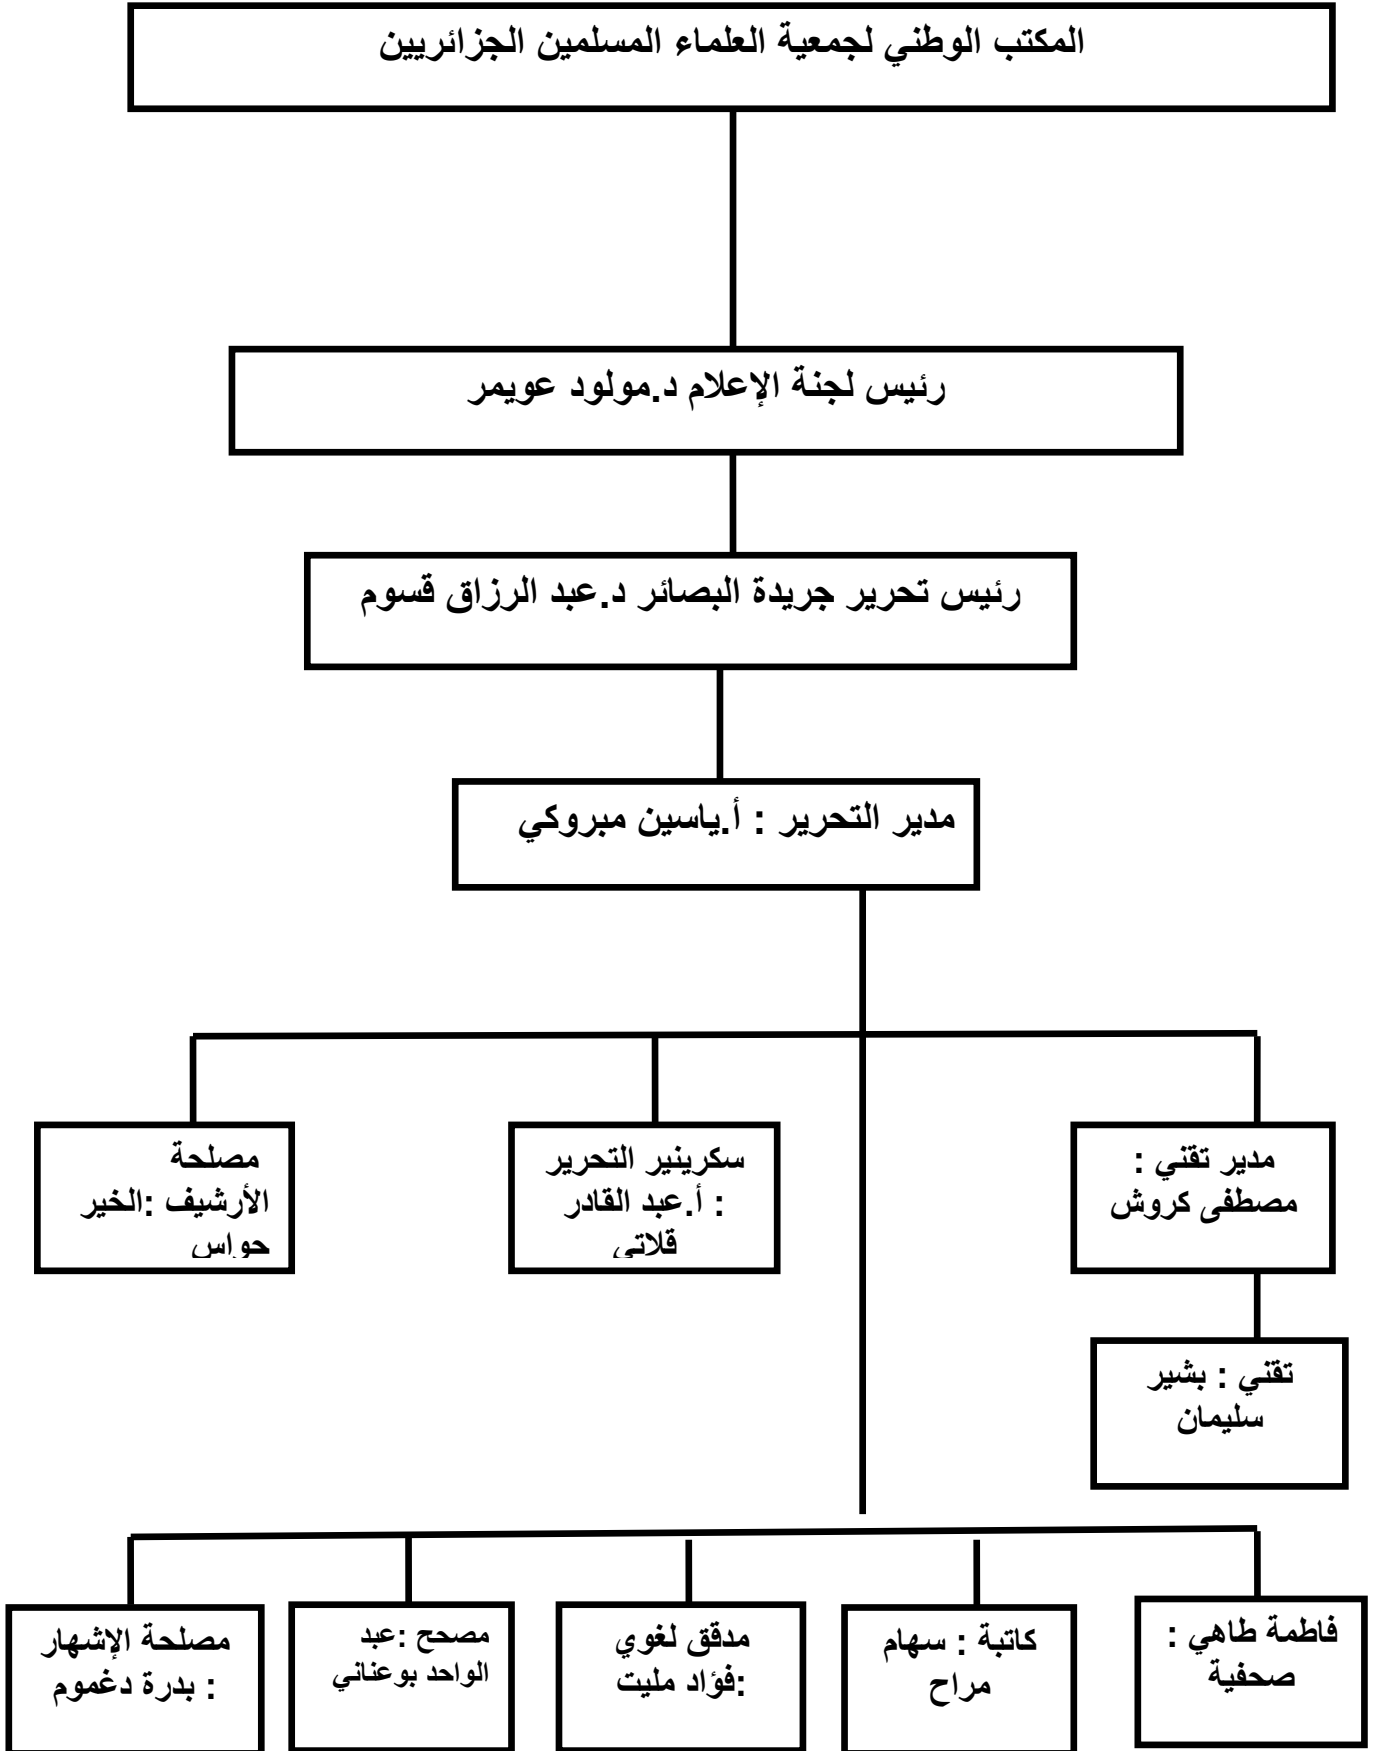 المكتب الوطني لجمعية العلماء المسلمين الجزائريين
رئيس لجنة الإعلام د.مولود عويمر
رئيس تحرير جريدة البصائر د.عبد الرزاق قسوم
مدير التحرير : أ.ياسين مبروكي
مدير تقني :
مصطفى كروش
سكرينير التحرير
: أ.عبد القادر
قلاتي
مصلحة
الأرشيف :الخير
حواس
تقني : بشير
سليمان
فاطمة طاهي :
صحفية
كاتبة : سهام
مراح
مدقق لغوي
:فؤاد مليت
مصحح :عبد
الواحد بوعناني
مصلحة الإشهار
: بدرة دغموم